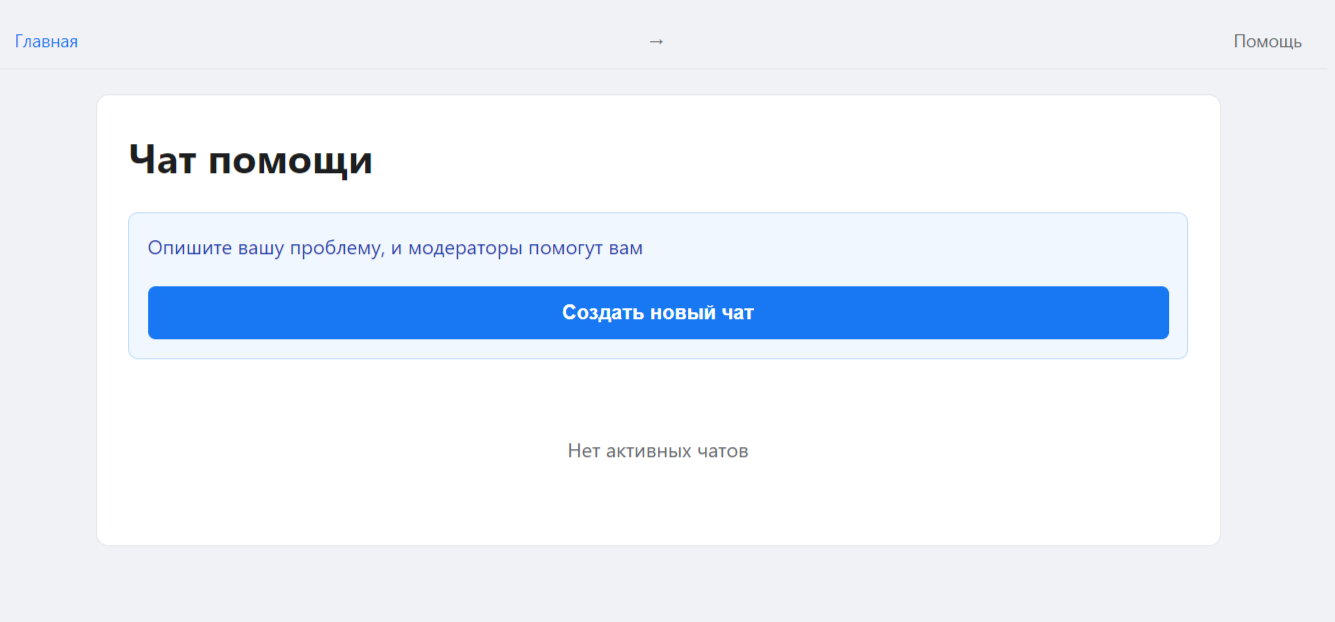 Главная → Помощь
Чат помощи
Опишите вашу проблему, и модераторы помогут вам
Создать новый чат
Нет активных чатов